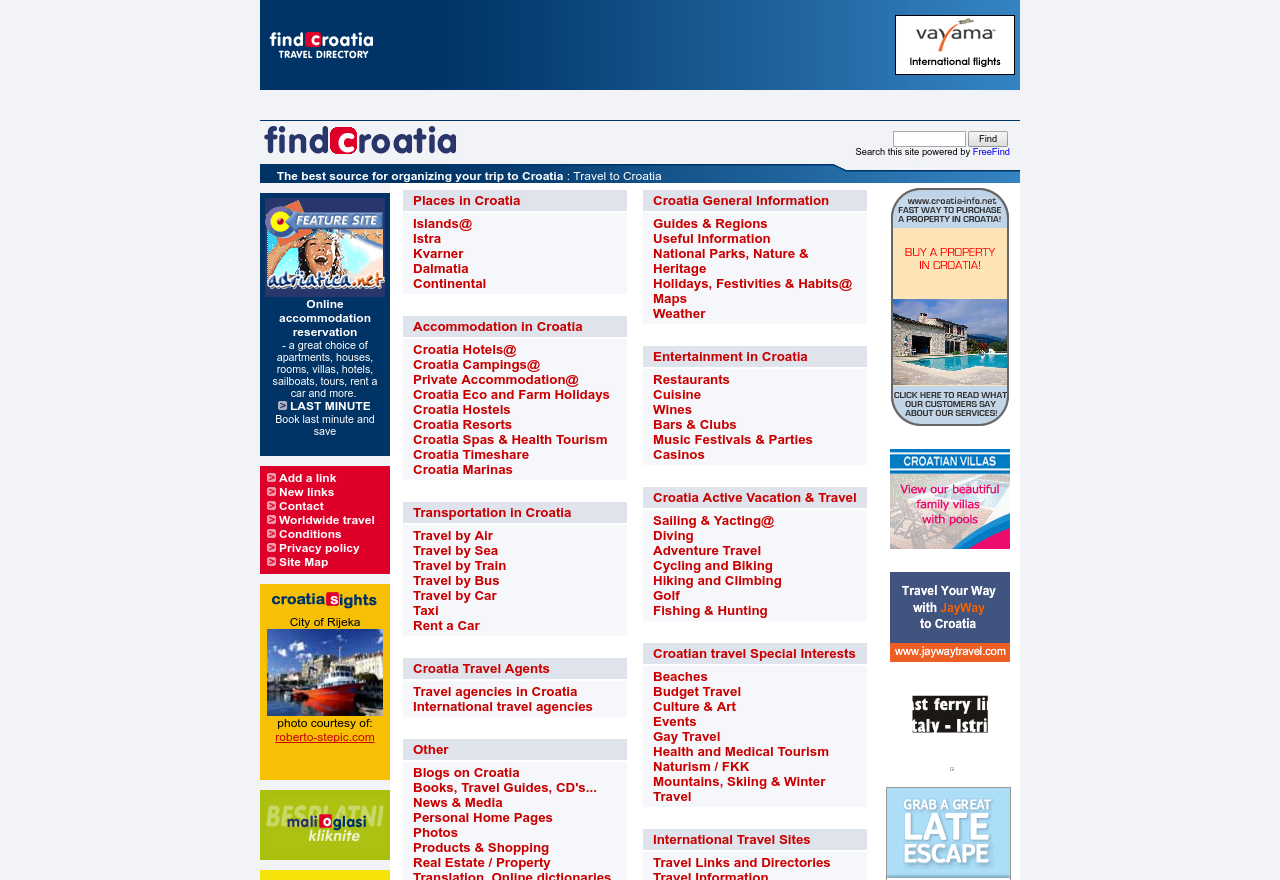 findcroatia
TRAVEL DIRECTORY
vayama
International flights
findcroatia
Find
Search this site powered by FreeFind
The best source for organizing your trip to Croatia : Travel to Croatia
FEATURE SITE
adriatica.net
Online
accommodation
reservation
- a great choice of
apartments, houses,
rooms, villas, hotels,
sailboats, tours, rent a
car and more.
LAST MINUTE
Book last minute and
save
Add a link
New links
Contact
Worldwide travel
Conditions
Privacy policy
Site Map
croatia sights
City of Rijeka
photo courtesy of:
roberto-stepic.com
BESPLATNI
mali oglasi
kliknite
Places in Croatia
Islands@
Istra
Kvarner
Dalmatia
Continental
Accommodation in Croatia
Croatia Hotels@
Croatia Campings@
Private Accommodation@
Croatia Eco and Farm Holidays
Croatia Hostels
Croatia Resorts
Croatia Spas & Health Tourism
Croatia Timeshare
Croatia Marinas
Transportation in Croatia
Travel by Air
Travel by Sea
Travel by Train
Travel by Bus
Travel by Car
Taxi
Rent a Car
Croatia Travel Agents
Travel agencies in Croatia
International travel agencies
Other
Blogs on Croatia
Books, Travel Guides, CD's...
News & Media
Personal Home Pages
Photos
Products & Shopping
Real Estate / Property
Translation, Online dictionaries
Croatia General Information
Guides & Regions
Useful Information
National Parks, Nature &
Heritage
Holidays, Festivities & Habits@
Maps
Weather
Entertainment in Croatia
Restaurants
Cuisine
Wines
Bars & Clubs
Music Festivals & Parties
Casinos
Croatia Active Vacation & Travel
Sailing & Yacting@
Diving
Adventure Travel
Cycling and Biking
Hiking and Climbing
Golf
Fishing & Hunting
Croatian travel Special Interests
Beaches
Budget Travel
Culture & Art
Events
Gay Travel
Health and Medical Tourism
Naturism / FKK
Mountains, Skiing & Winter
Travel
International Travel Sites
Travel Links and Directories
Travel Information
www.croatia-info.net
FAST WAY TO PURCHASE
A PROPERTY IN CROATIA!
BUY A PROPERTY
IN CROATIA!
CLICK HERE TO READ WHAT
OUR CUSTOMERS SAY
ABOUT OUR SERVICES!
CROATIAN VILLAS
View our beautiful
family villas
with pools
Travel Your Way
with JayWay
to Croatia
www.jaywaytravel.com
ast ferry li
taly - Istri
GRAB A GREAT
LATE
ESCAPE